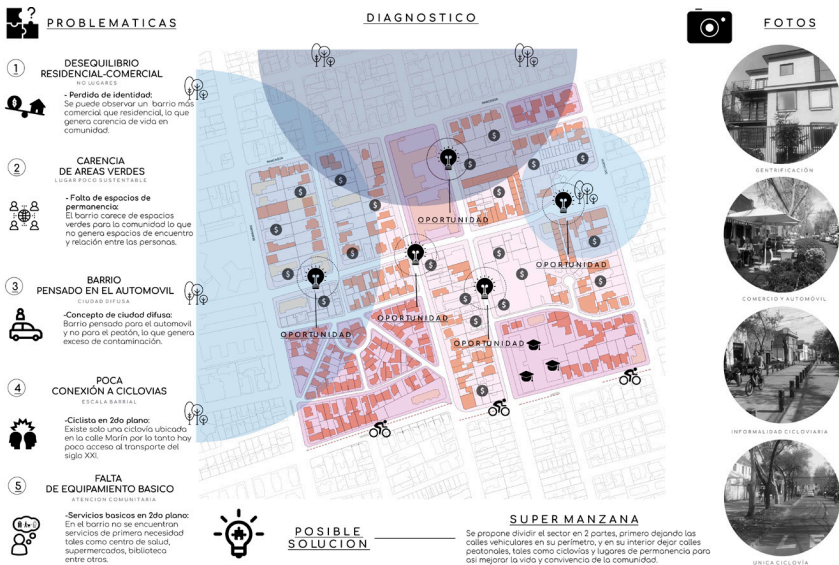 PROBLEMATICAS
1
DESEQUILIBRIO
RESIDENCIAL-COMERCIAL
NO LUGARES
- Perdida de identidad:
Se puede observar un barrio más
comercial que residencial, lo que
genera carencia de vida en
comunidad.
2
CARENCIA
DE AREAS VERDES
LUGAR POCO SUSTENTABLE
- Falta de espacios de
permanencia:
El barrio carece de espacios
verdes para la comunidad lo que
no genera espacios de encuentro
y relación entre las personas.
3
BARRIO
PENSADO EN EL AUTOMOVIL
CIUDAD DIFUSA
-Concepto de ciudad difusa:
Barrio pensado para el automovil
y no para el peatón, lo que genera
exceso de contaminación.
4
POCA
CONEXIÓN A CICLOVIAS
ESCALA BARRIAL
-Ciclista en 2do plano:
Existe solo una ciclovía ubicada
en la calle Marín por lo tanto hay
poco acceso al transporte del
siglo XXI.
5
FALTA
DE EQUIPAMIENTO BASICO
ATENCION COMUNITARIA
-Servicios basicos en 2do plano:
En el barrio no se encuentran
servicios de primera necesidad
tales como centro de salud,
supermercados, biblioteca
entre otros.
DIAGNOSTICO
OPORTUNIDAD
OPORTUNIDAD
OPORTUNIDAD
OPORTUNIDAD
OPORTUNIDAD
POSIBLE
SOLUCION
SUPER MANZANA
Se propone dividir el sector en 2 partes, primero dejando las
calles vehiculares en su perímetro, y en su interior dejar calles
peatonales, tales como ciclovías y lugares de permanencia para
asi mejorar la vida y convivencia de la comunidad.
FOTOS
GENTRIFICACIÓN
COMERCIO Y AUTOMÓVIL
INFORMALIDAD CICLOVIARIA
UNICA CICLOVÍA